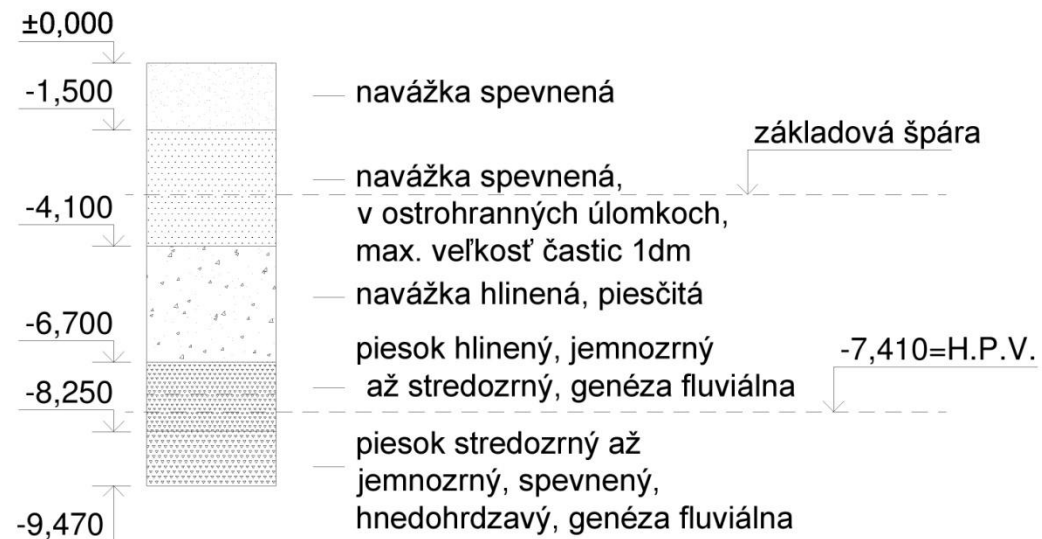 ±0,000
-1,500
navážka spevnená
základová špára
navážka spevnená,
v ostrohranných úlomkoch,
max. veľkosť častic 1dm
-4,100
navážka hlinená, piesčitá
-6,700
piesok hlinený, jemnozrný
až stredozrný, genéza fluviálna
-7,410=H.P.V.
-8,250
piesok stredozrný až
jemnozrný, spevnený,
hnedohrdzavý, genéza fluviálna
-9,470